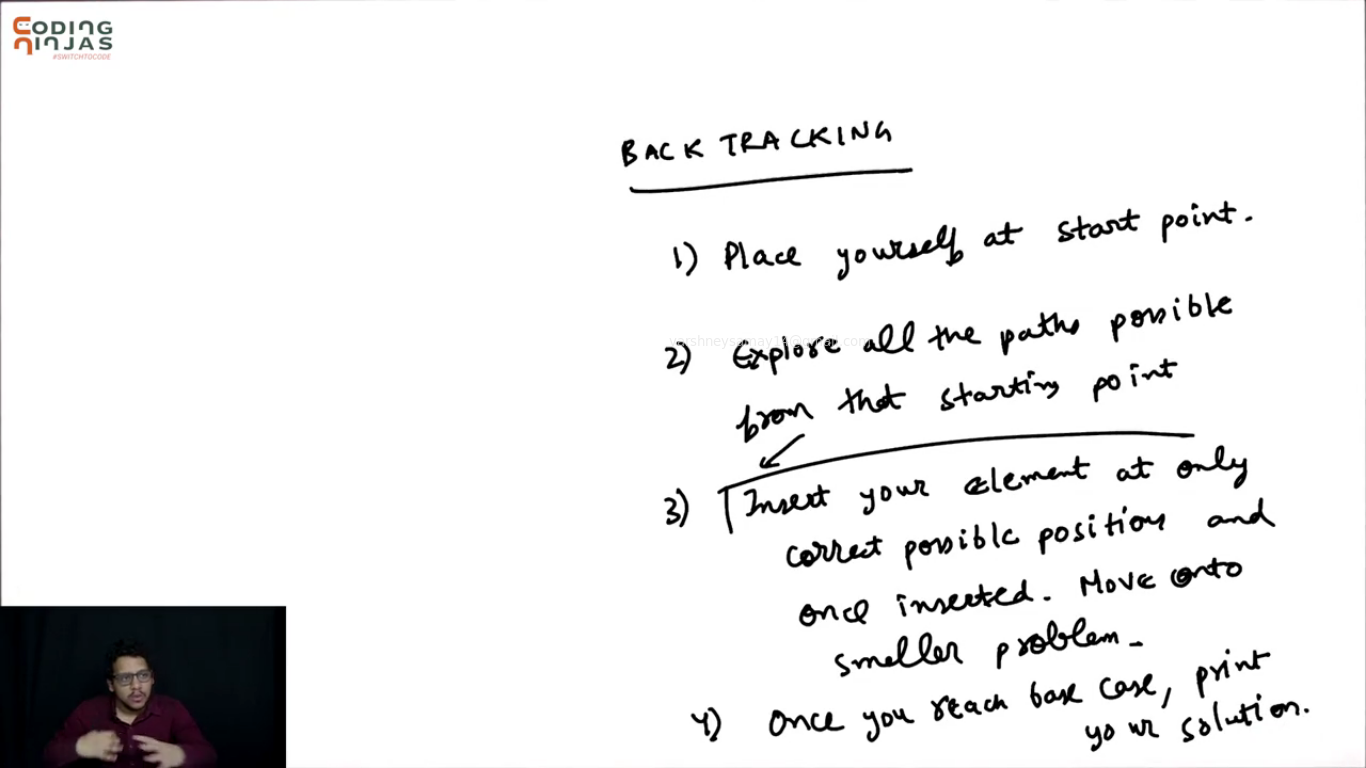 CODING
NINJAS
#SWITCHTOCODE
BACK TRACKING
1) Place yourself at start point.
2) Explore all the paths possible
from that starting point
3) Insert your element at only
correct possible position and
once inserted. Move onto
smaller problem-
4) Once you reach base case, print
your solution.